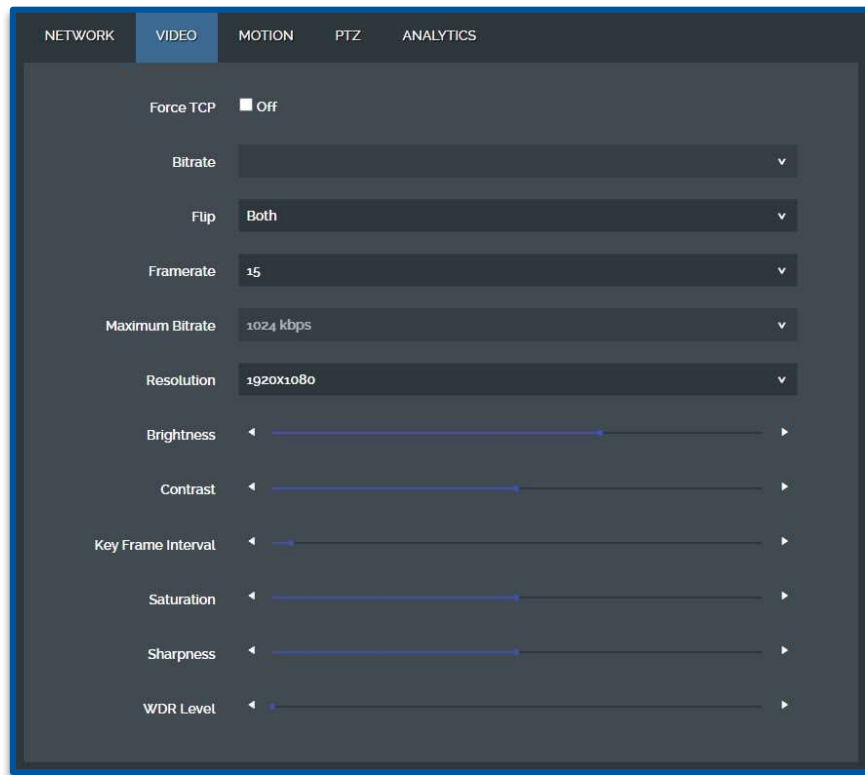 NETWORK VIDEO MOTION PTZ ANALYTICS
Force TCP Off
Bitrate
Flip Both
Framerate 15
Maximum Bitrate 1024 kbps
Resolution 1920x1080
Brightness
Contrast
Key Frame Interval
Saturation
Sharpness
WDR Level